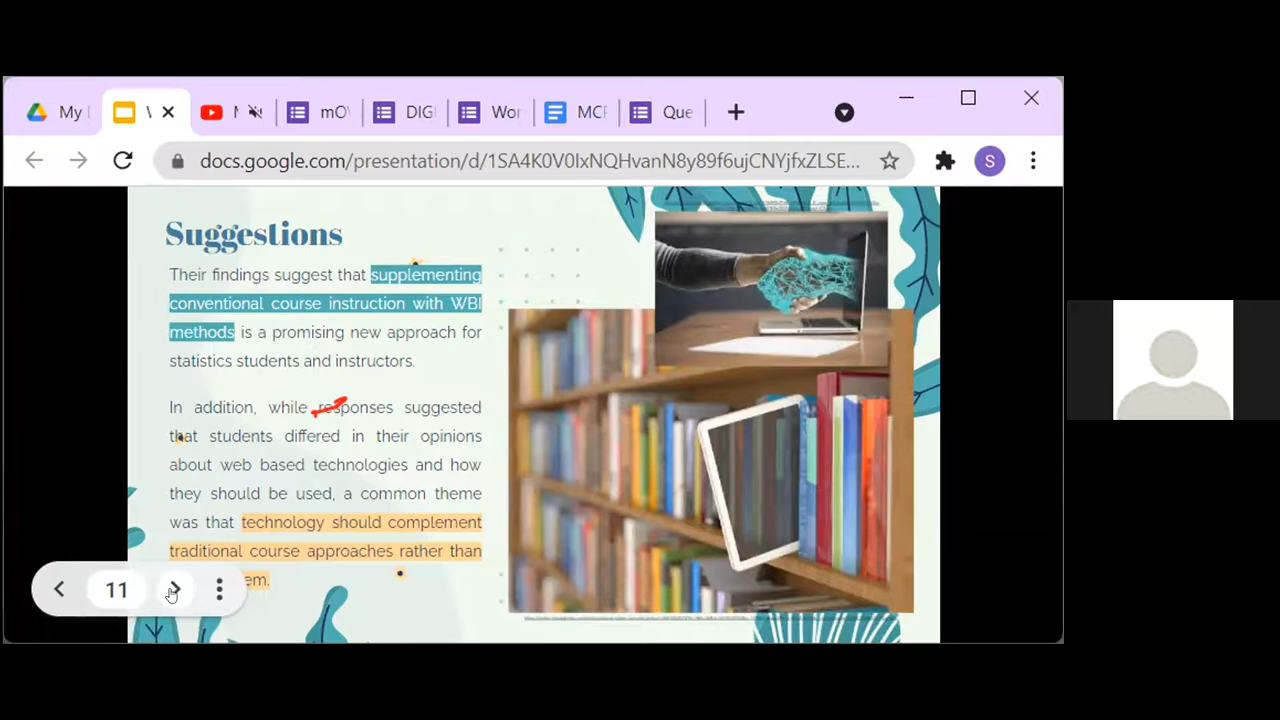 My
mO
DIGI
Wor
MCF
Que
docs.google.com/presentation/d/1SA4K0V0IxNQHvanN8y89f6ujCNYjfxZLSE...
S
Suggestions
Their findings suggest that supplementing
conventional course instruction with WBI
methods is a promising new approach for
statistics students and instructors.
In addition, while responses suggested
that students differed in their opinions
about web based technologies and how
they should be used, a common theme
was that technology should complement
traditional course approaches rather than
em.
11